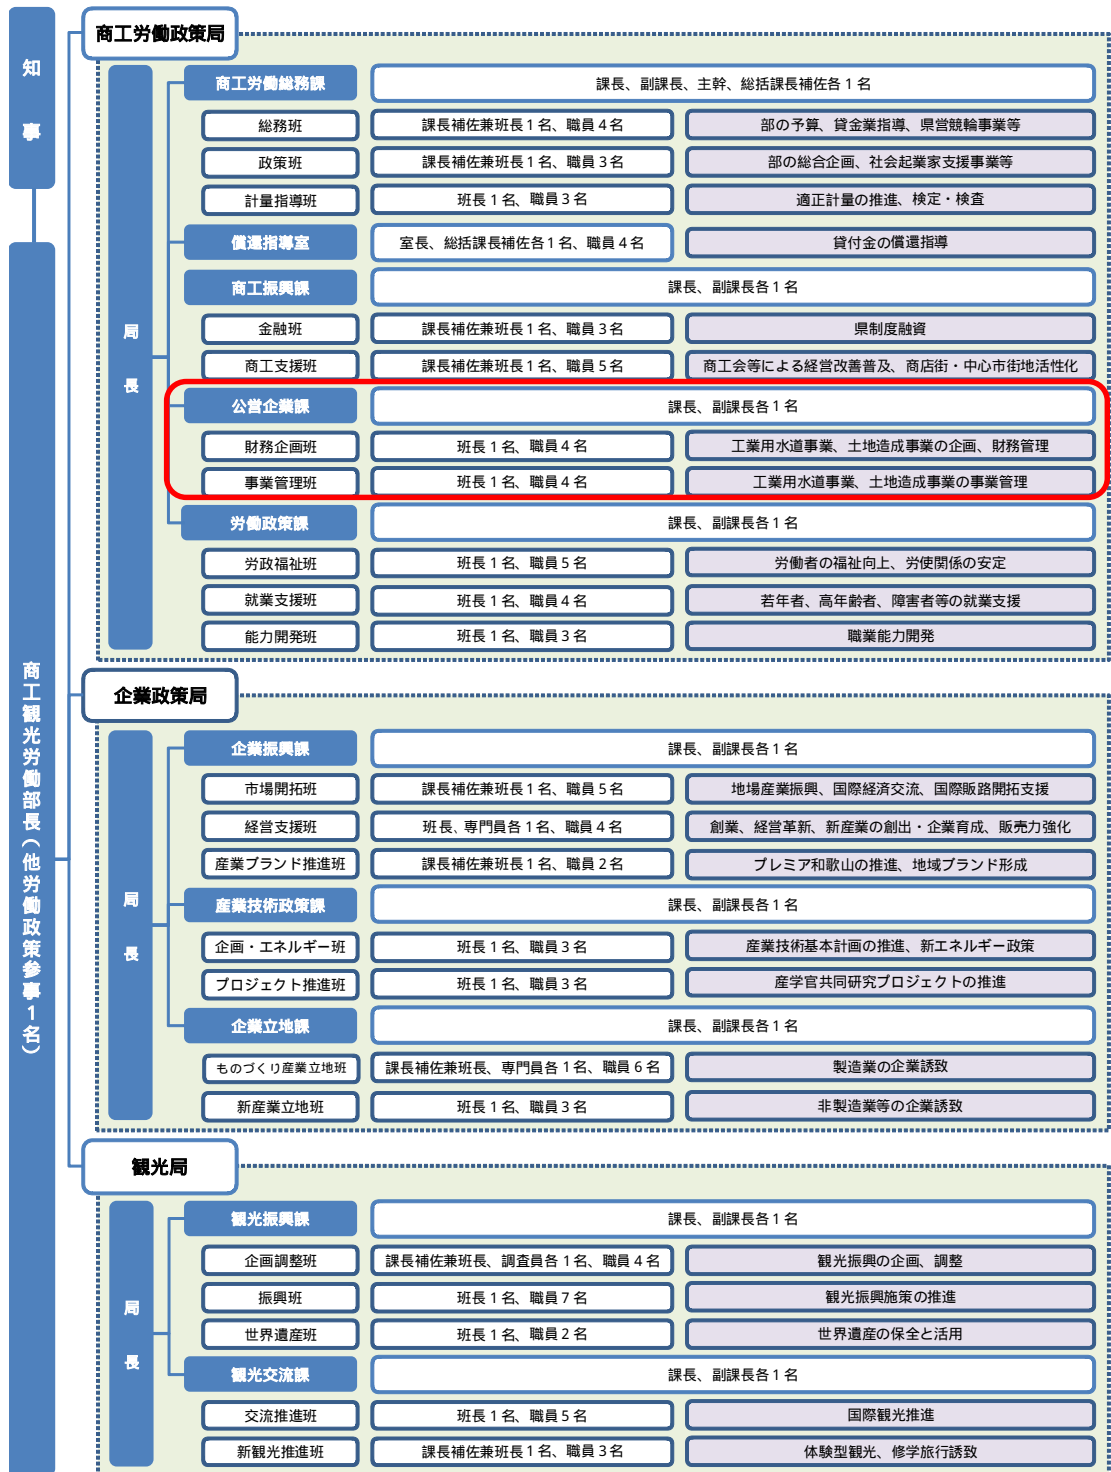 知事
商工観光労働部長（他労働政策参事１名）
商工労働政策局
局長
商工労働総務課 課長、副課長、主幹、総括課長補佐各１名
総務班 課長補佐兼班長１名、職員４名 部の予算、貸金業指導、県営競輪事業等
政策班 課長補佐兼班長１名、職員３名 部の総合企画、社会起業家支援事業等
計量指導班 班長１名、職員３名 適正計量の推進、検定・検査
償還指導室 室長、総括課長補佐各１名、職員４名 貸付金の償還指導
商工振興課 課長、副課長各１名
金融班 課長補佐兼班長１名、職員３名 県制度融資
商工支援班 課長補佐兼班長１名、職員５名 商工会等による経営改善普及、商店街・中心市街地活性化
公営企業課 課長、副課長各１名
財務企画班 班長１名、職員４名 工業用水道事業、土地造成事業の企画、財務管理
事業管理班 班長１名、職員４名 工業用水道事業、土地造成事業の事業管理
労働政策課 課長、副課長各１名
労政福祉班 班長１名、職員５名 労働者の福祉向上、労使関係の安定
就業支援班 班長１名、職員４名 若年者、高年齢者、障害者等の就業支援
能力開発班 班長１名、職員３名 職業能力開発
企業政策局
局長
企業振興課 課長、副課長各１名
市場開拓班 課長補佐兼班長１名、職員５名 地場産業振興、国際経済交流、国際販路開拓支援
経営支援班 班長、専門員各１名、職員４名 創業、経営革新、新産業の創出・企業育成、販売力強化
産業ブランド推進班 課長補佐兼班長１名、職員２名 プレミア和歌山の推進、地域ブランド形成
産業技術政策課 課長、副課長各１名
企画・エネルギー班 班長１名、職員３名 産業技術基本計画の推進、新エネルギー政策
プロジェクト推進班 班長１名、職員３名 産学官共同研究プロジェクトの推進
企業立地課 課長、副課長各１名
ものづくり産業立地班 課長補佐兼班長、専門員各１名、職員６名 製造業の企業誘致
新産業立地班 班長１名、職員３名 非製造業等の企業誘致
観光局
局長
観光振興課 課長、副課長各１名
企画調整班 課長補佐兼班長、調査員各１名、職員４名 観光振興の企画、調整
振興班 班長１名、職員７名 観光振興施策の推進
世界遺産班 班長１名、職員２名 世界遺産の保全と活用
観光交流課 課長、副課長各１名
交流推進班 班長１名、職員５名 国際観光推進
新観光推進班 課長補佐兼班長１名、職員３名 体験型観光、修学旅行誘致